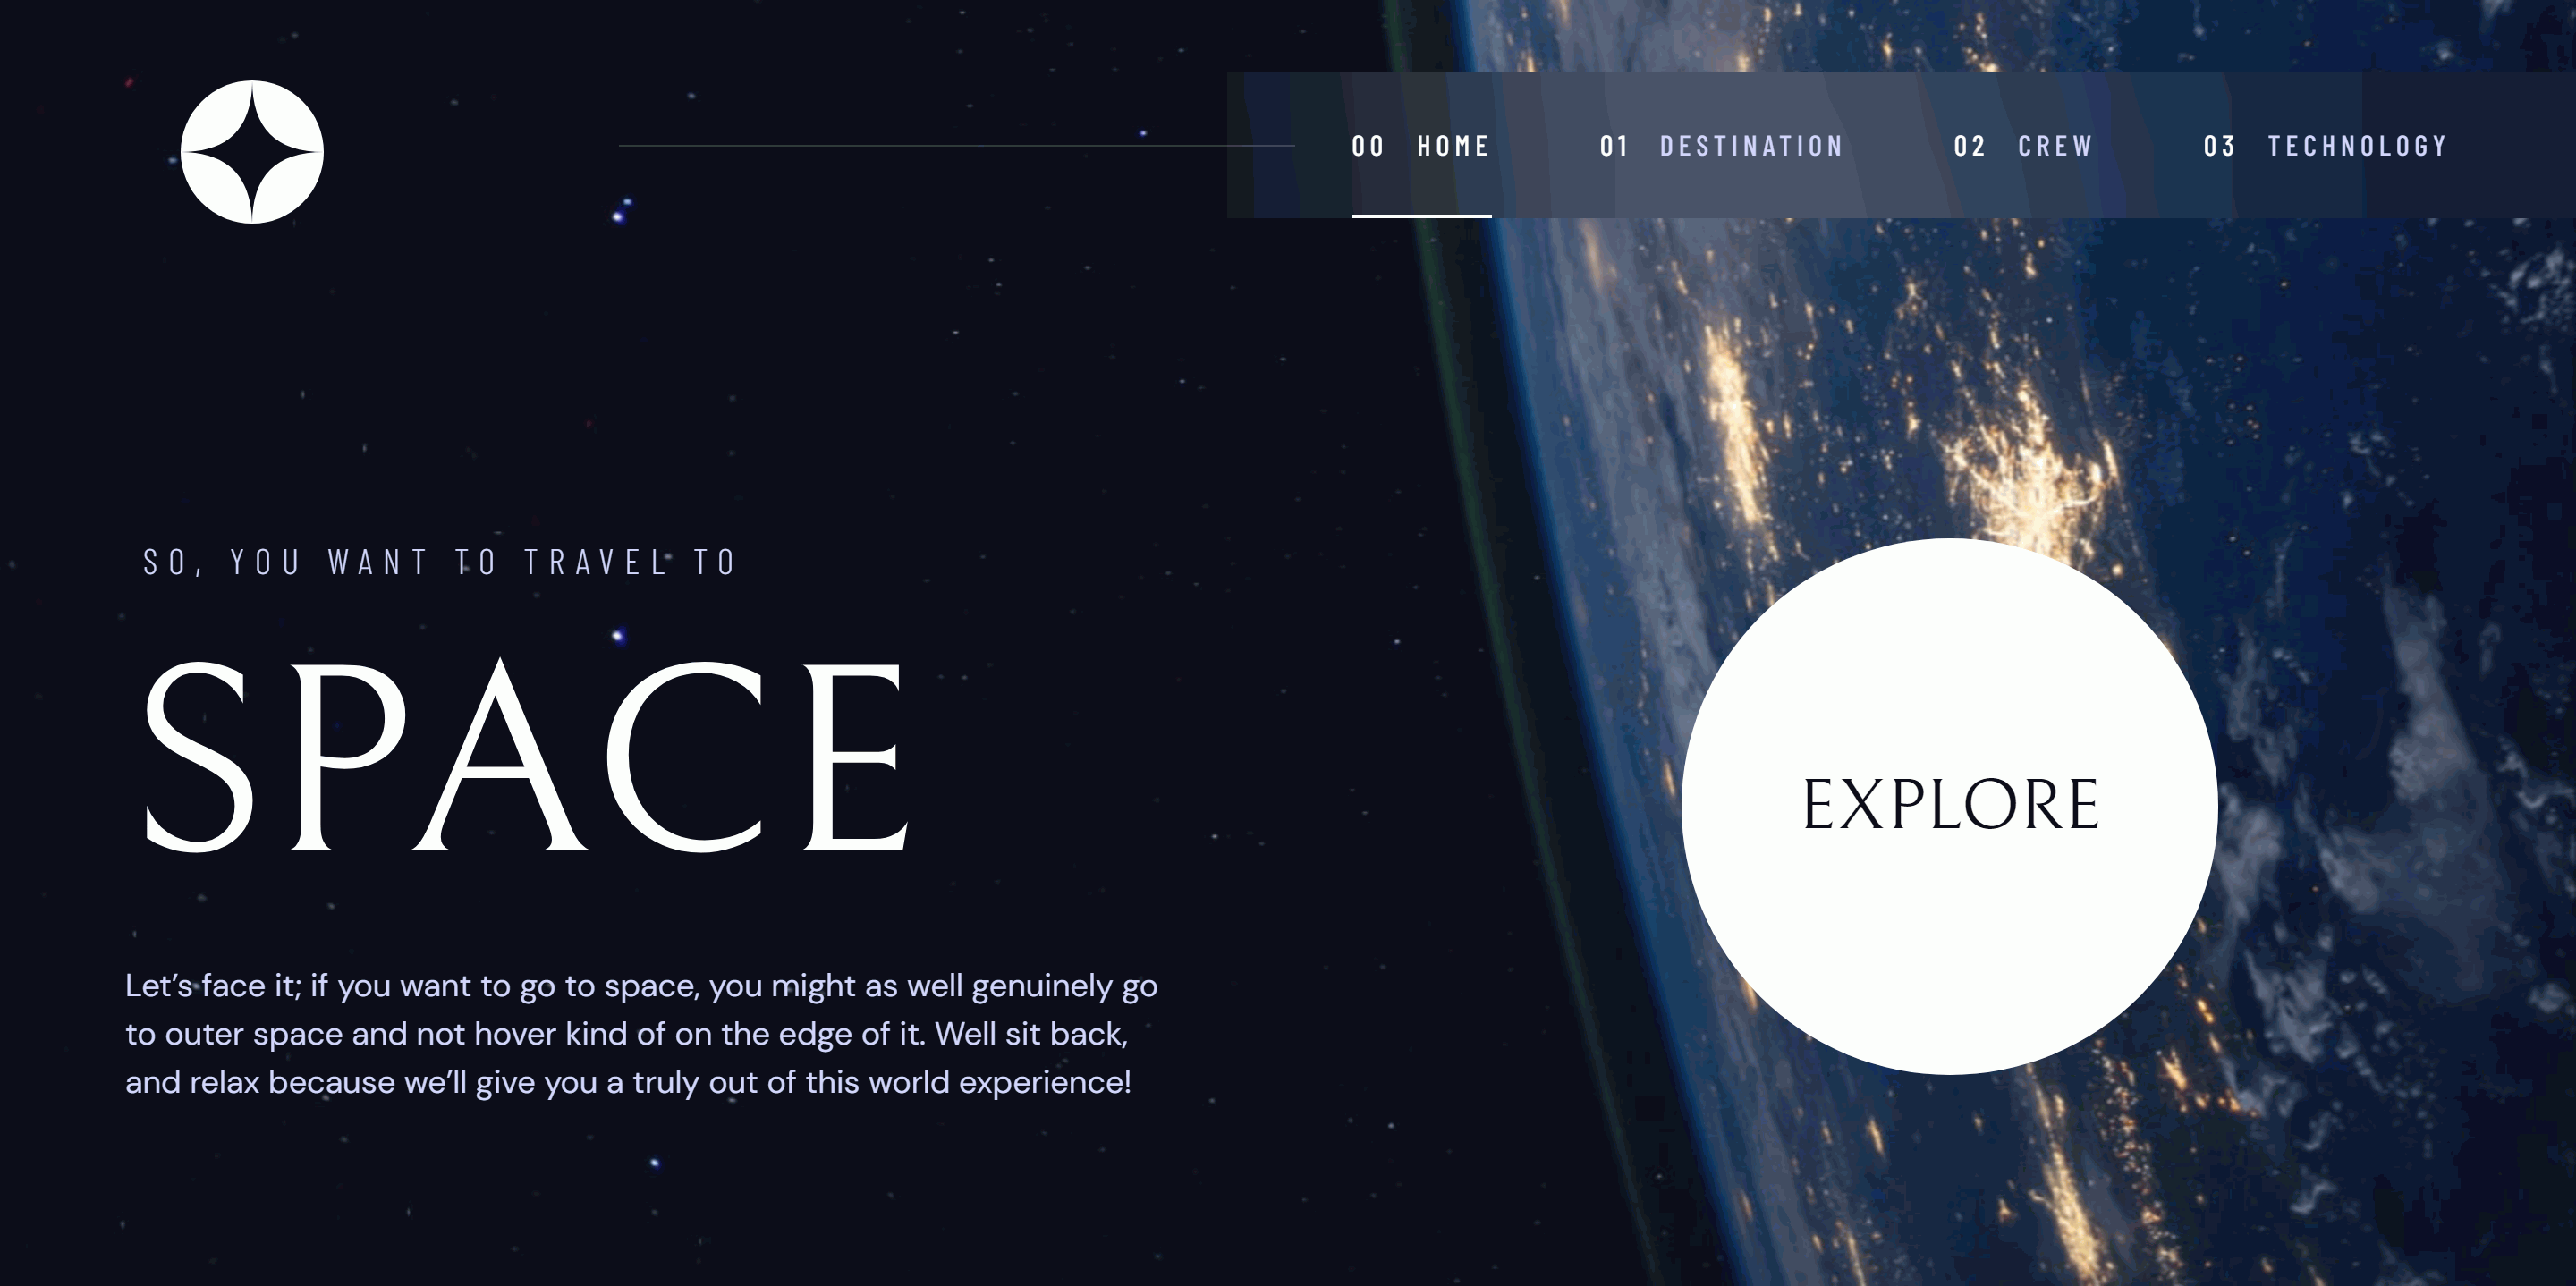 00 HOME 01 DESTINATION 02 CREW 03 TECHNOLOGY
SO, YOU WANT TO TRAVEL TO
SPACE
Let’s face it; if you want to go to space, you might as well genuinely go
to outer space and not hover kind of on the edge of it. Well sit back,
and relax because we’ll give you a truly out of this world experience!
EXPLORE